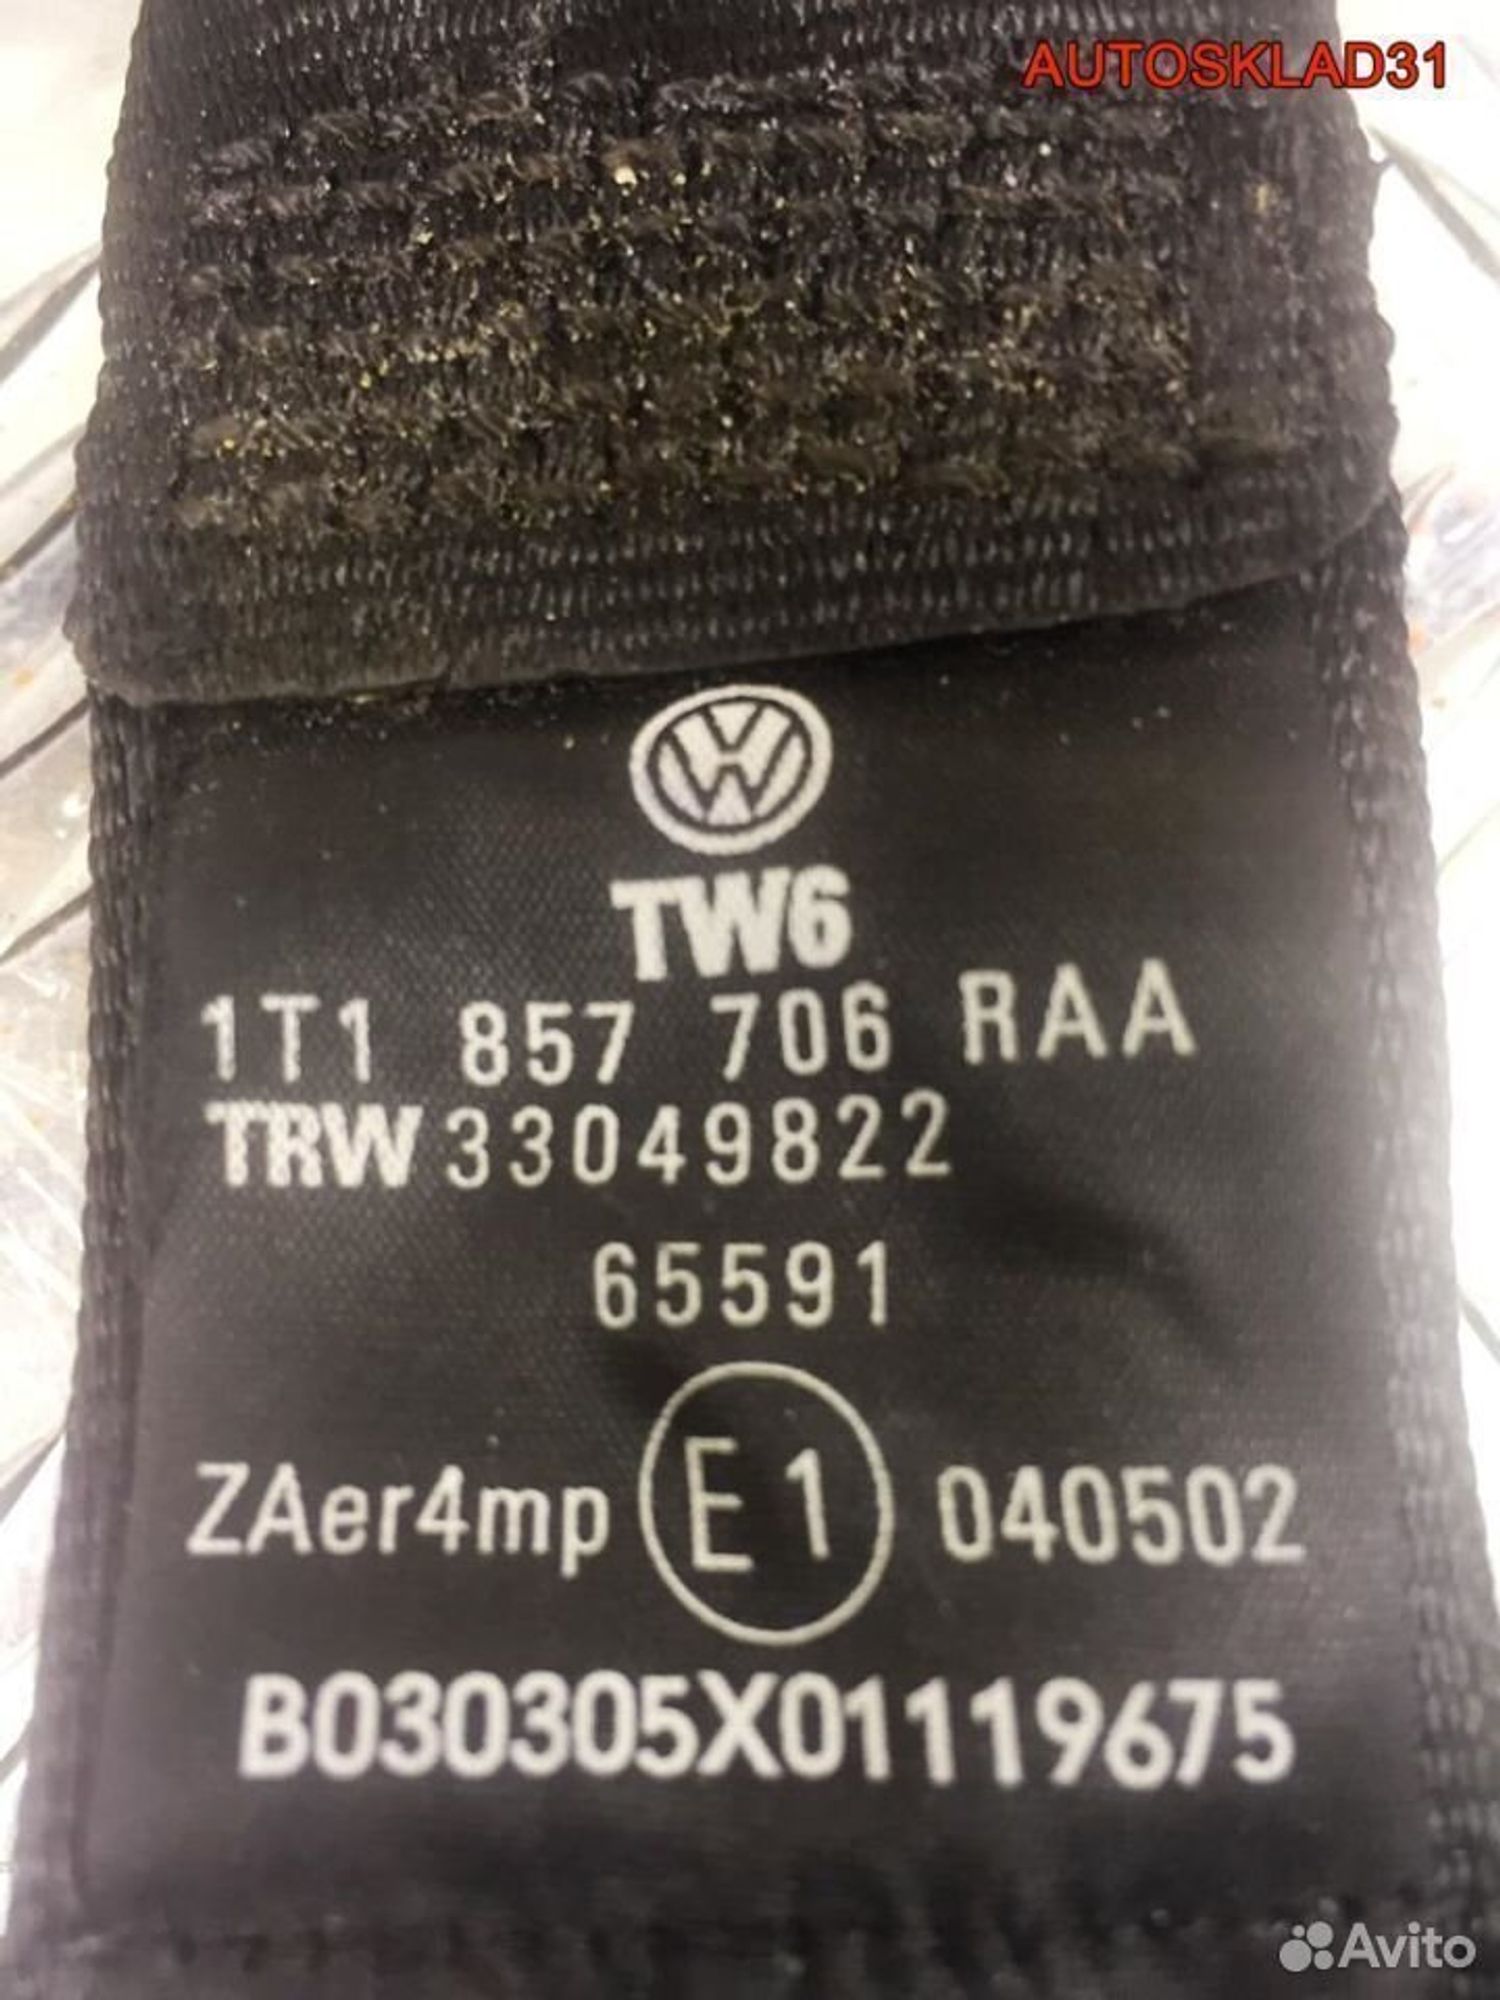 AUTOSKLAD31
TW6
1T1 857 706 RAA
TRW 33049822
65591
ZAer4mp E1 040502
B030305X01119675
Avito